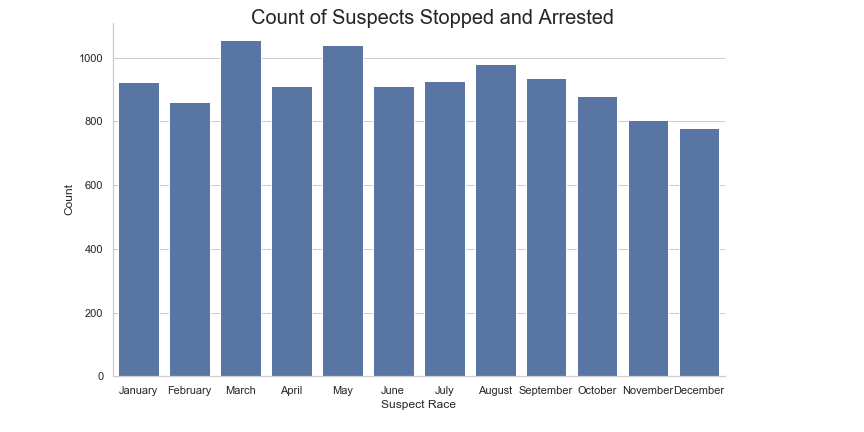 Count of Suspects Stopped and Arrested
1000
800
600
400
200
0
Count
January February March April May June July August September October November December
Suspect Race